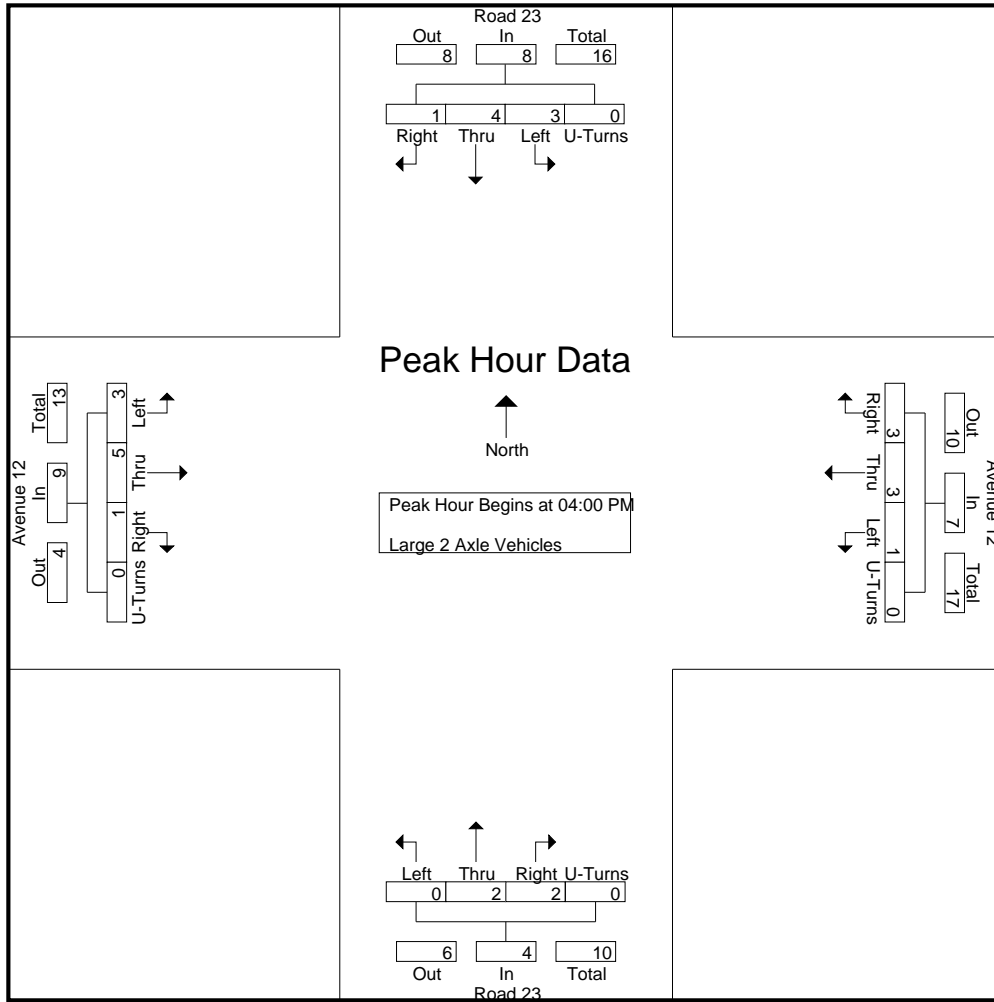 Road 23
Out In Total
8 8 16
1 4 3 0
Right Thru Left U-Turns
Peak Hour Data
North
Peak Hour Begins at 04:00 PM
Large 2 Axle Vehicles
Avenue 12
Total In Out
13 9 4
3 5 1 0
Left Thru Right U-Turns
Avenue 12
Out In Total
10 7 17
3 3 1 0
Right Thru Left U-Turns
Left Thru Right U-Turns
0 2 2 0
6 4 10
Out In Total
Road 23